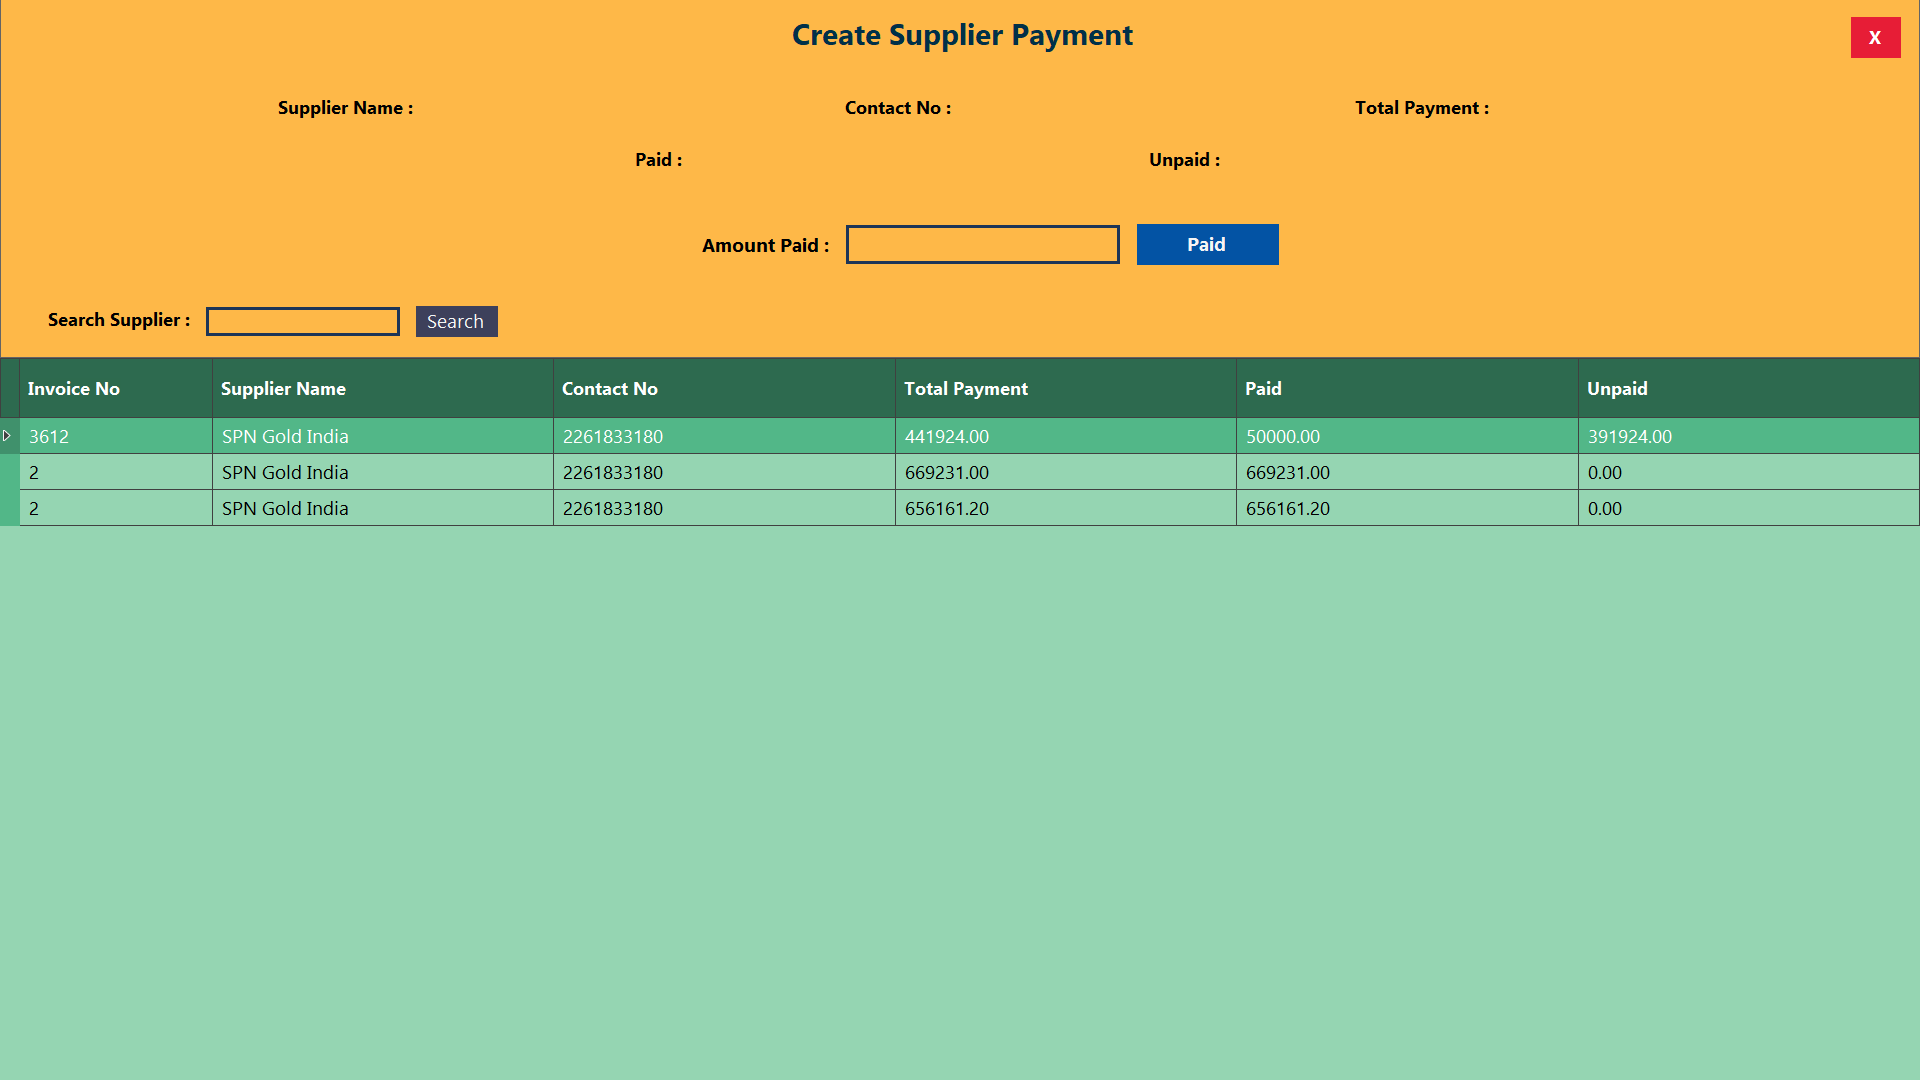 Create Supplier Payment
X
Supplier Name : Contact No : Total Payment :
Paid : Unpaid :
Amount Paid : Paid
Search Supplier : Search
Invoice No Supplier Name Contact No Total Payment Paid Unpaid
3612 SPN Gold India 2261833180 441924.00 50000.00 391924.00
2 SPN Gold India 2261833180 669231.00 669231.00 0.00
2 SPN Gold India 2261833180 656161.20 656161.20 0.00